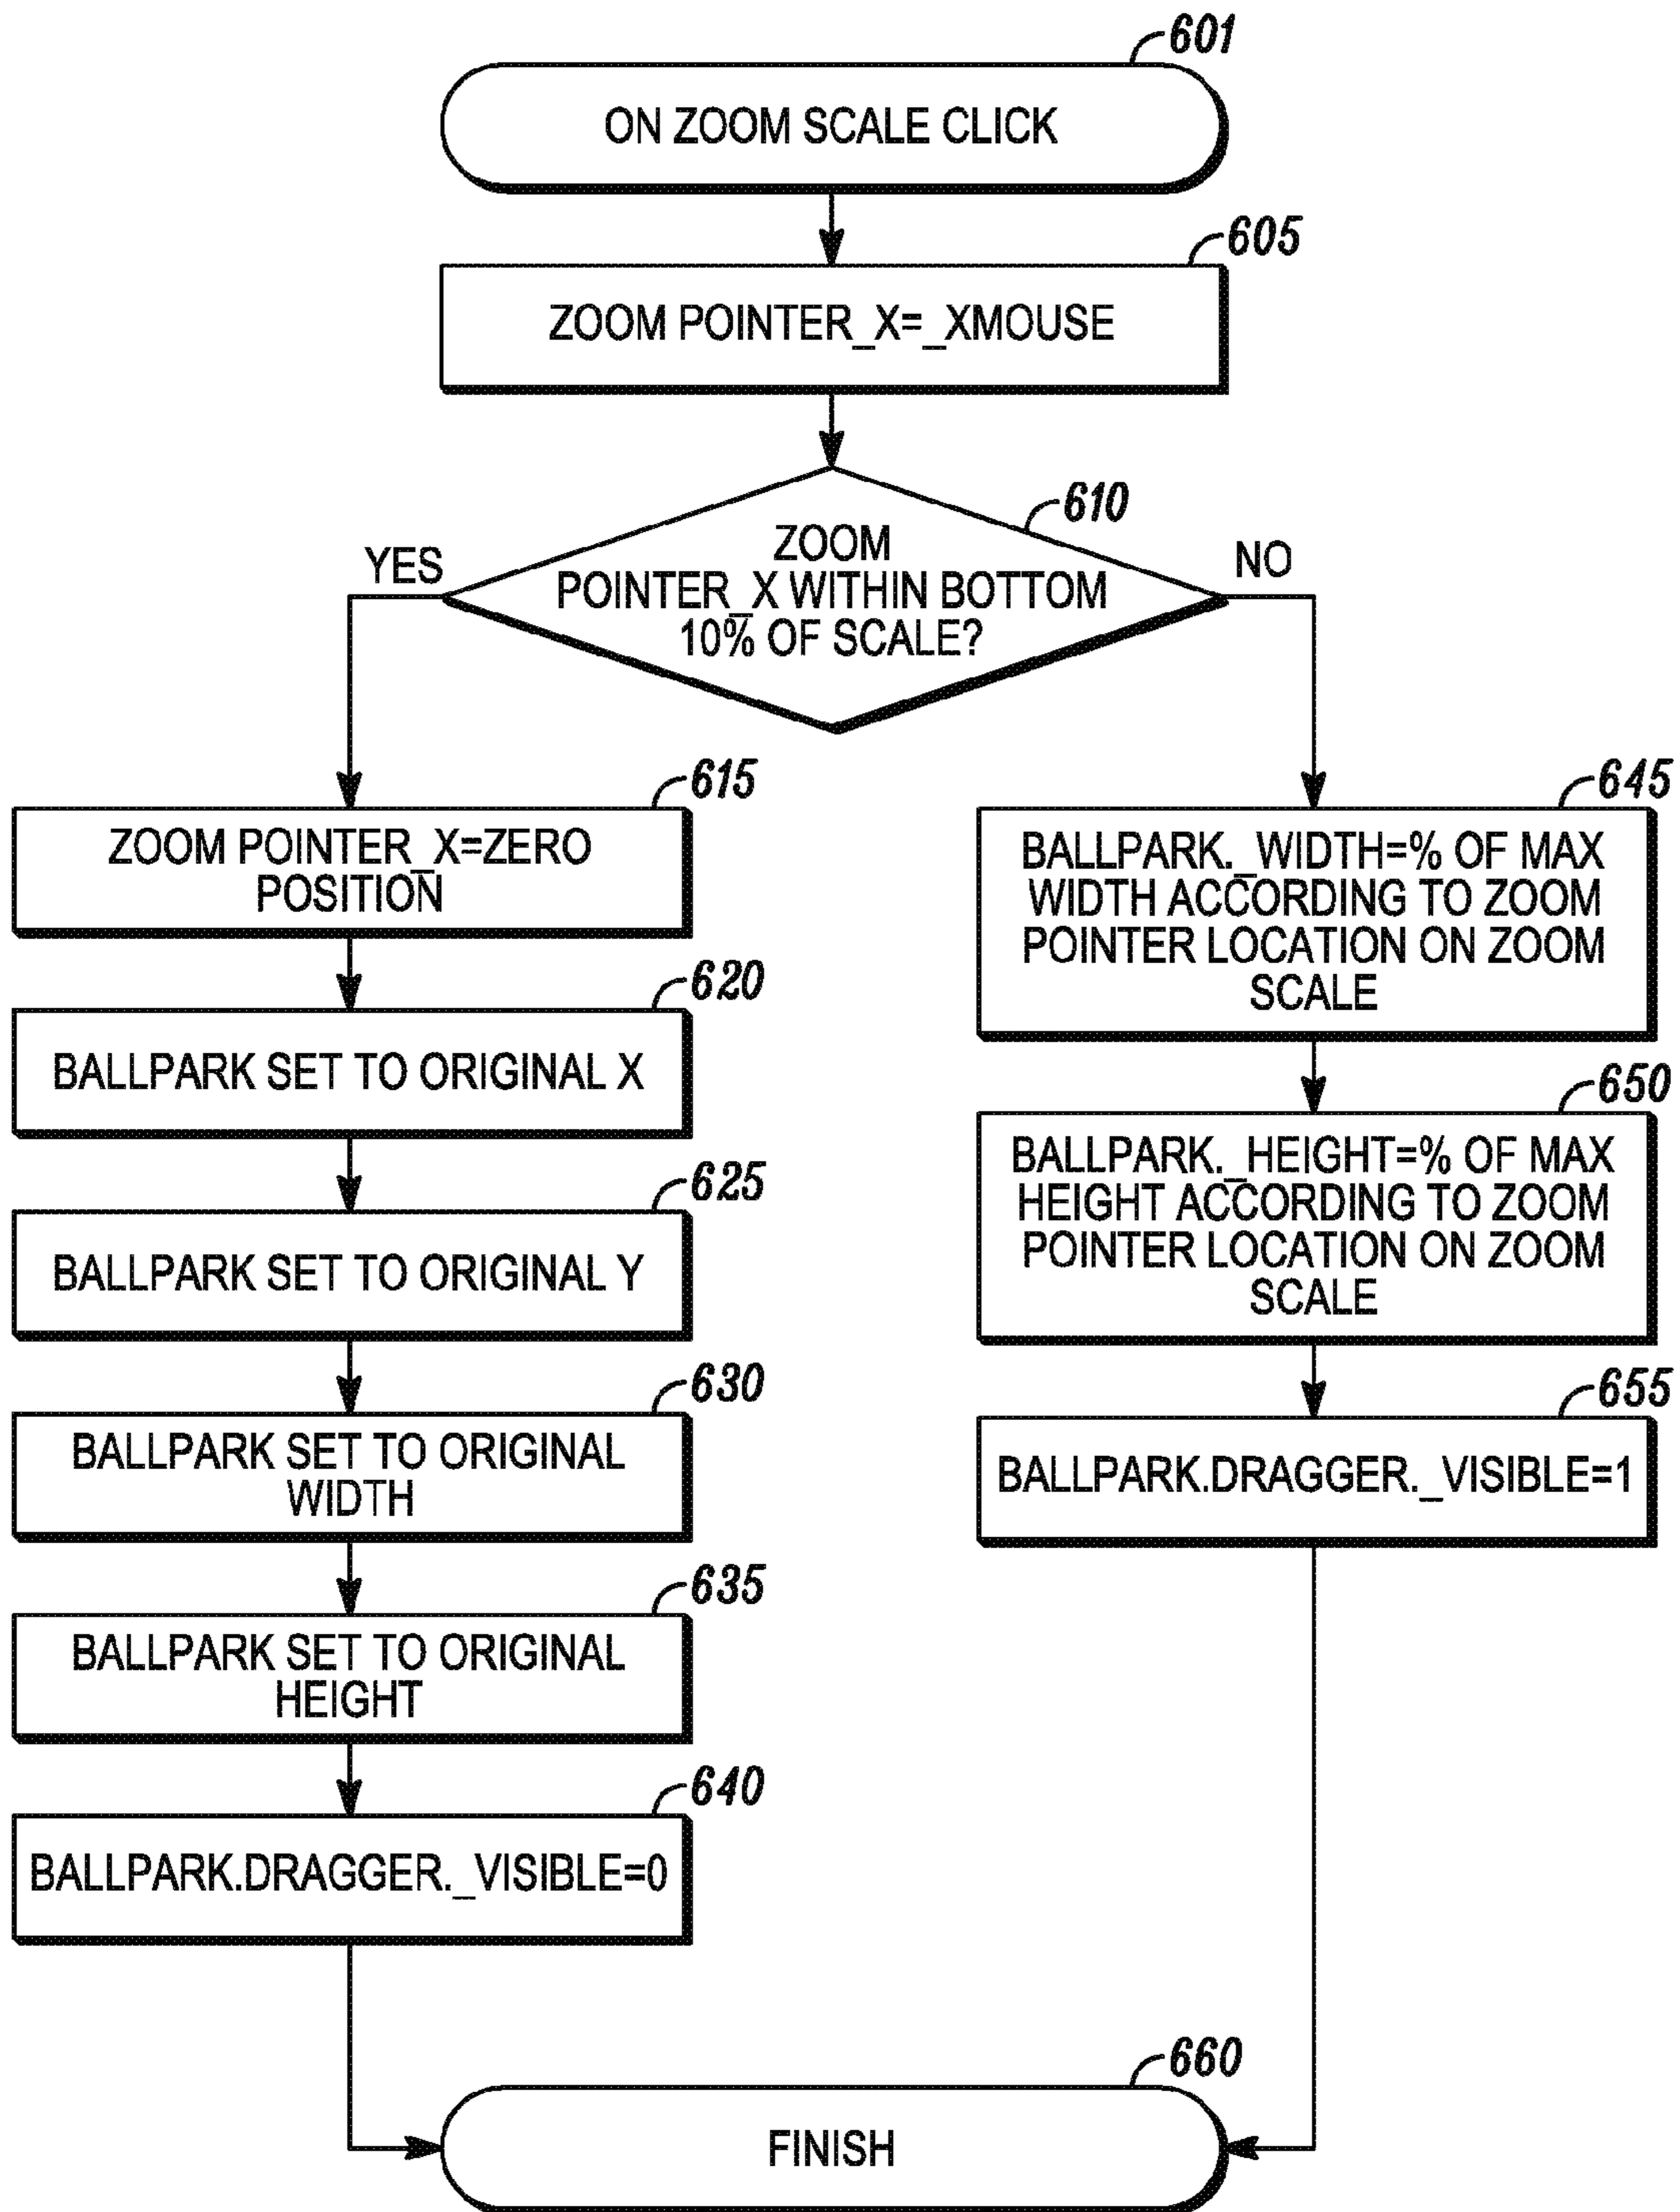 601
ON ZOOM SCALE CLICK
605
ZOOM POINTER_X=_XMOUSE
610
ZOOM
POINTER_X WITHIN BOTTOM
10% OF SCALE?
YES
NO
615
ZOOM POINTER_X=ZERO
POSITION
620
BALLPARK SET TO ORIGINAL X
625
BALLPARK SET TO ORIGINAL Y
630
BALLPARK SET TO ORIGINAL
WIDTH
635
BALLPARK SET TO ORIGINAL
HEIGHT
640
BALLPARK.DRAGGER._VISIBLE=0
645
BALLPARK._WIDTH=% OF MAX
WIDTH ACCORDING TO ZOOM
POINTER LOCATION ON ZOOM
SCALE
650
BALLPARK._HEIGHT=% OF MAX
HEIGHT ACCORDING TO ZOOM
POINTER LOCATION ON ZOOM
SCALE
655
BALLPARK.DRAGGER._VISIBLE=1
660
FINISH